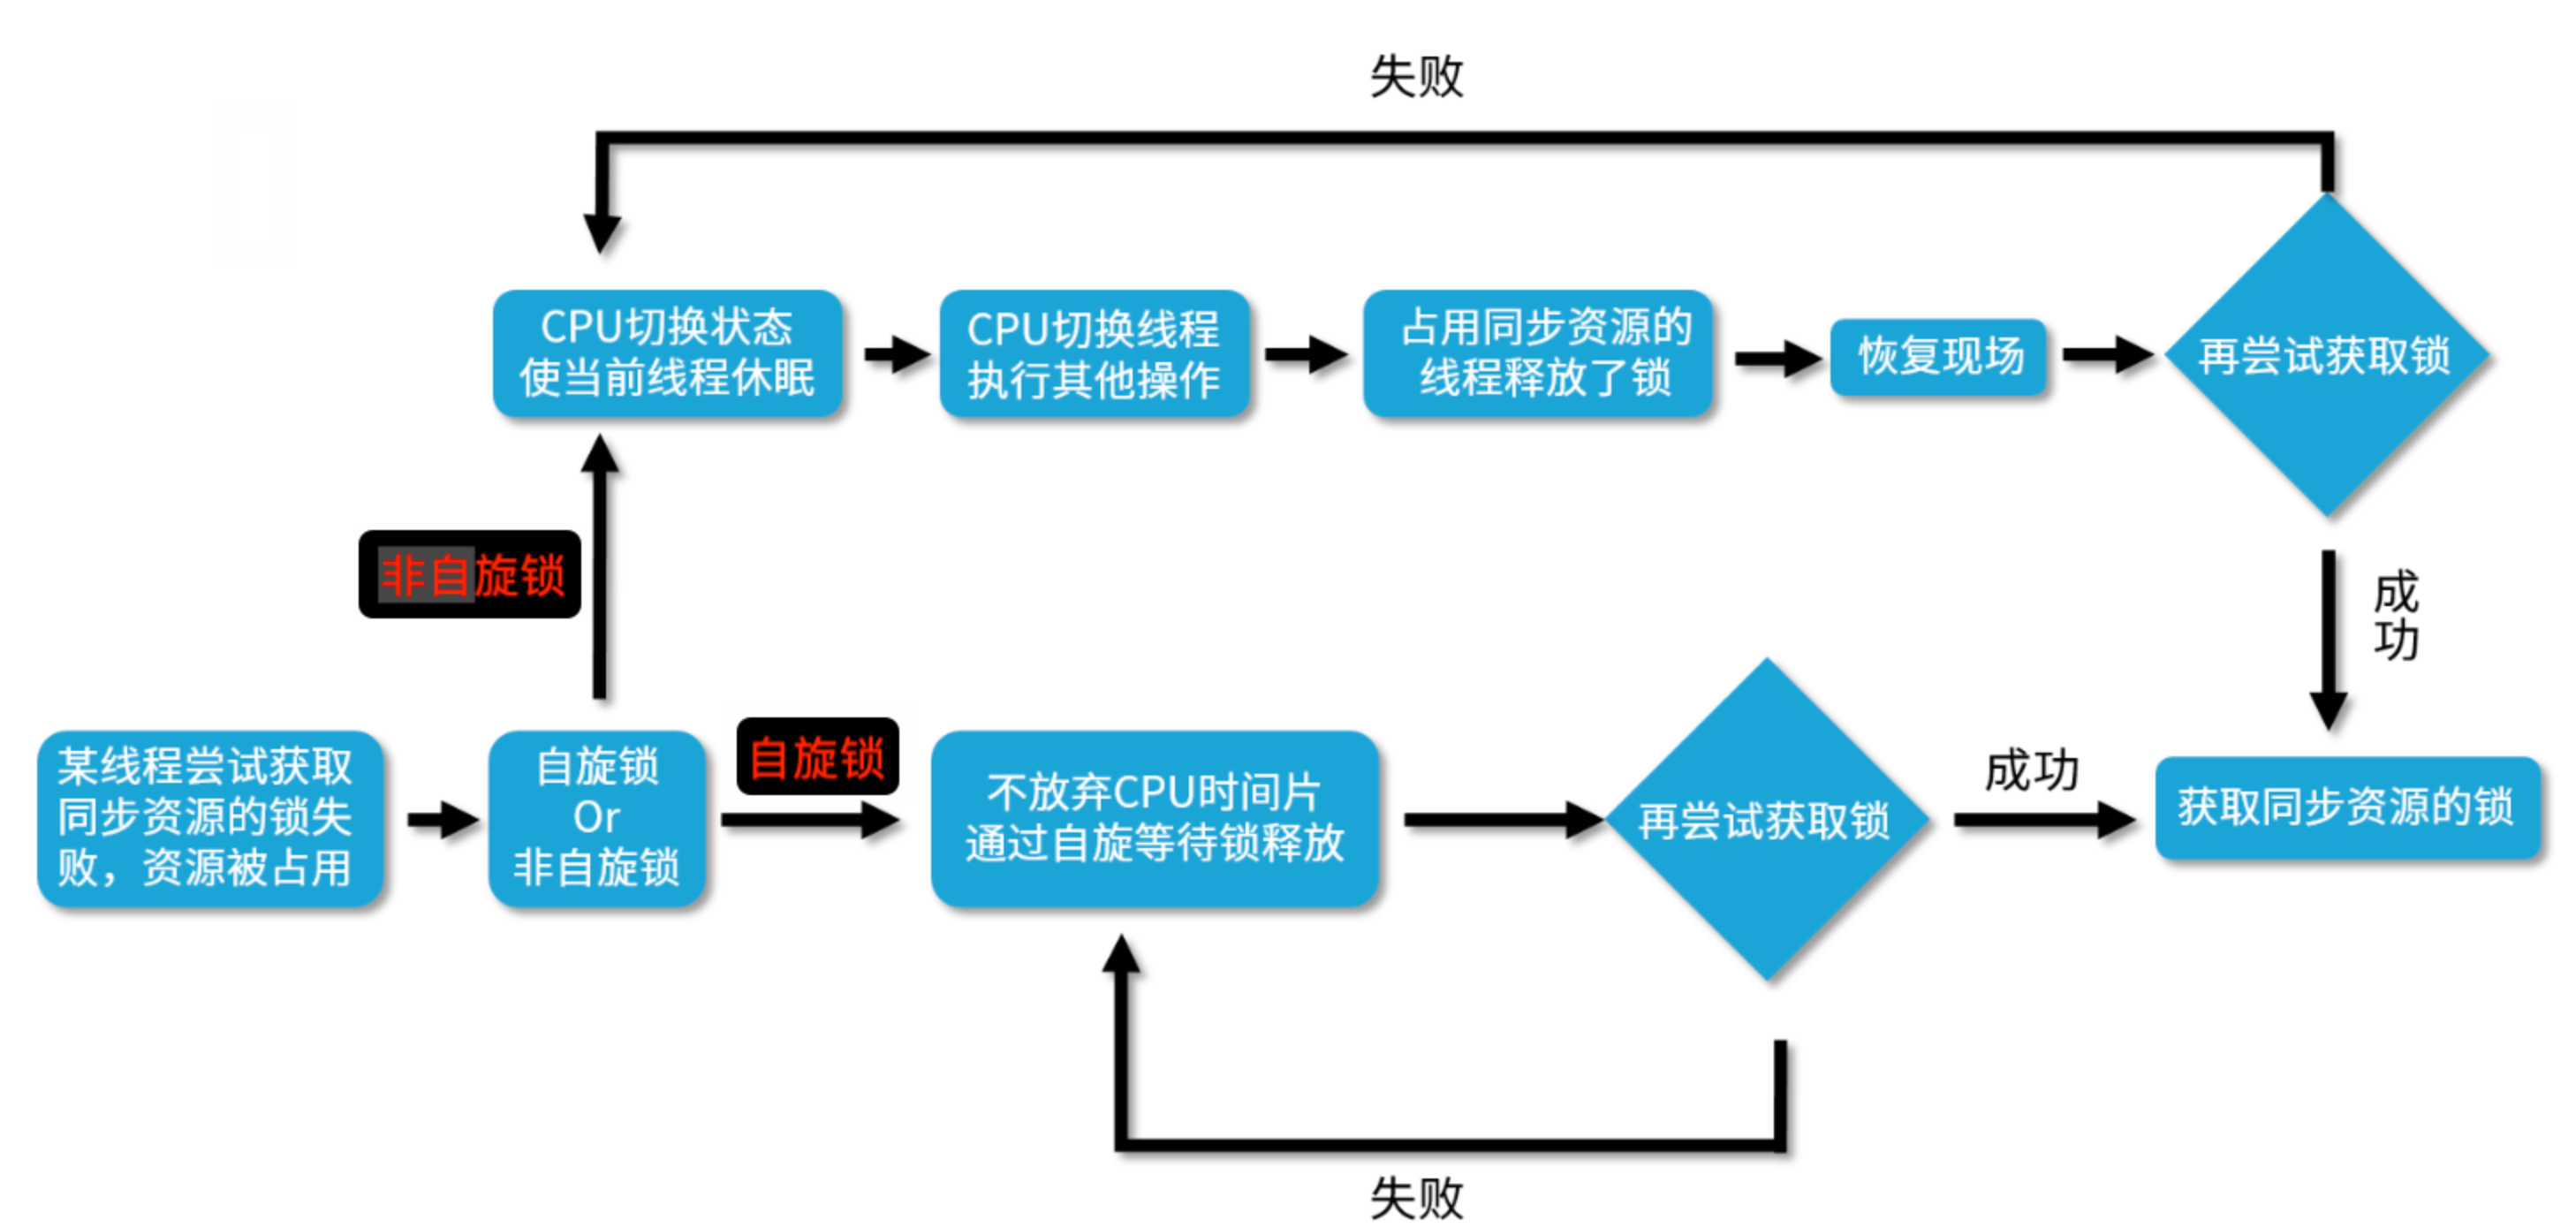 失败
CPU切换状态
使当前线程休眠
CPU切换线程
执行其他操作
占用同步资源的
线程释放了锁
恢复现场
再尝试获取锁
非自旋锁
成
功
某线程尝试获取
同步资源的锁失
败，资源被占用
自旋锁
Or
非自旋锁
自旋锁
不放弃CPU时间片
通过自旋等待锁释放
再尝试获取锁
成功
获取同步资源的锁
失败